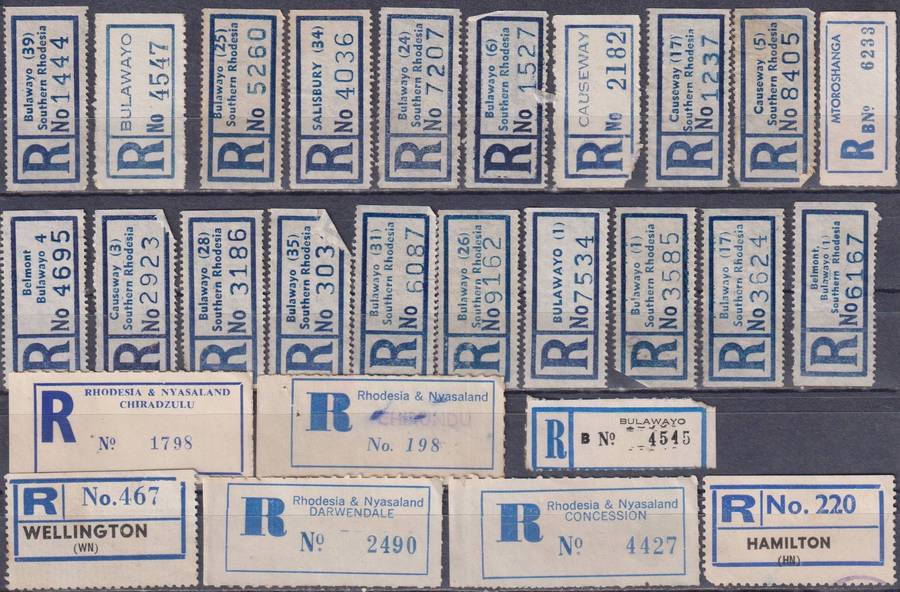 R
Bulawayo (39)
Southern Rhodesia
No 1444
R
BULAWAYO
No 4547
R
Bulawayo (25)
Southern Rhodesia
No 5260
R
SALISBURY (34)
No 4036
R
Bulawayo (24)
Southern Rhodesia
No 7207
R
Bulawayo (6)
Southern Rhodesia
No 1527
R
CAUSEWAY
No 2182
R
Causeway (17)
Southern Rhodesia
No 1237
R
Causeway (5)
Southern Rhodesia
No 8405
R
MTOROSHANGA
B No 6233
R
Belmont
Bulawayo 4
No 4695
R
Causeway (3)
Southern Rhodesia
No 2923
R
Bulawayo (28)
Southern Rhodesia
No 3186
R
Bulawayo (35)
Southern Rhodesia
No 303
R
Bulawayo (31)
Southern Rhodesia
No 6087
R
Bulawayo (26)
Southern Rhodesia
No 9162
R
BULAWAYO (1)
No 7534
R
Bulawayo (1)
Southern Rhodesia
No 3585
R
Bulawayo (17)
Southern Rhodesia
No 3624
R
Belmont
Bulawayo (1)
Southern Rhodesia
No 6167
R
RHODESIA & NYASALAND
CHIRADZULU
No 1798
R
Rhodesia & Nyasaland
CHIRUNDU
No. 198
R
BULAWAYO
B No 4545
R No. 467
WELLINGTON
(WN)
R
Rhodesia & Nyasaland
DARWENDALE
No 2490
R
Rhodesia & Nyasaland
CONCESSION
No 4427
R No. 220
HAMILTON
(HN)